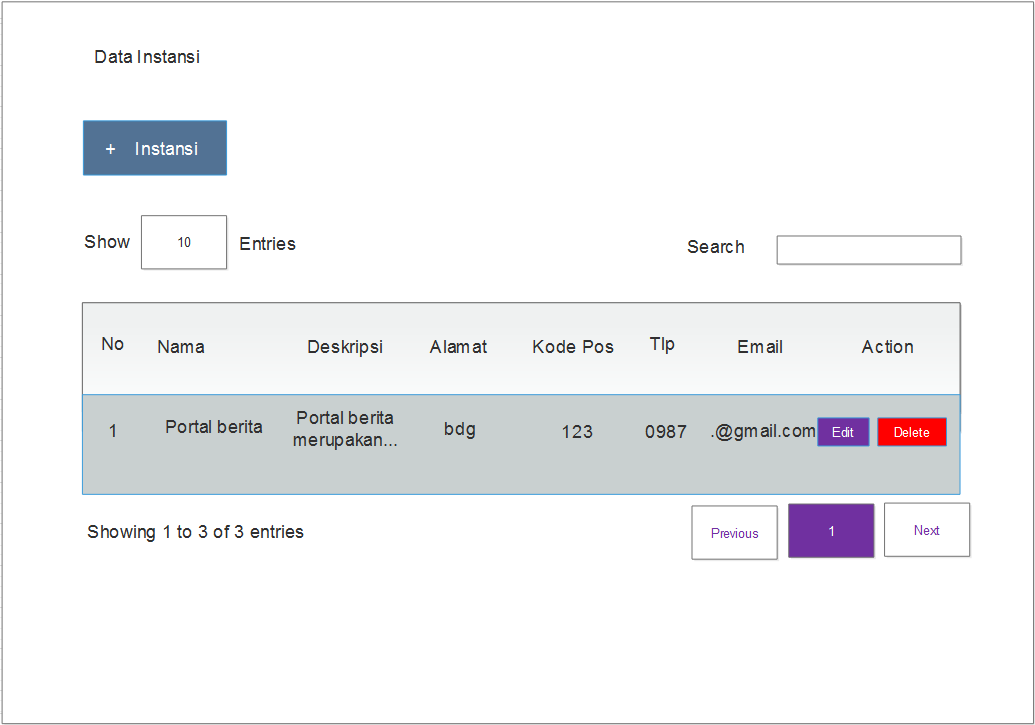 Data Instansi
+ Instansi
Show 10 Entries Search
No Nama Deskripsi Alamat Kode Pos Tlp Email Action
1 Portal berita Portal berita merupakan... bdg 123 0987 .@gmail.com Edit Delete
Showing 1 to 3 of 3 entries Previous 1 Next